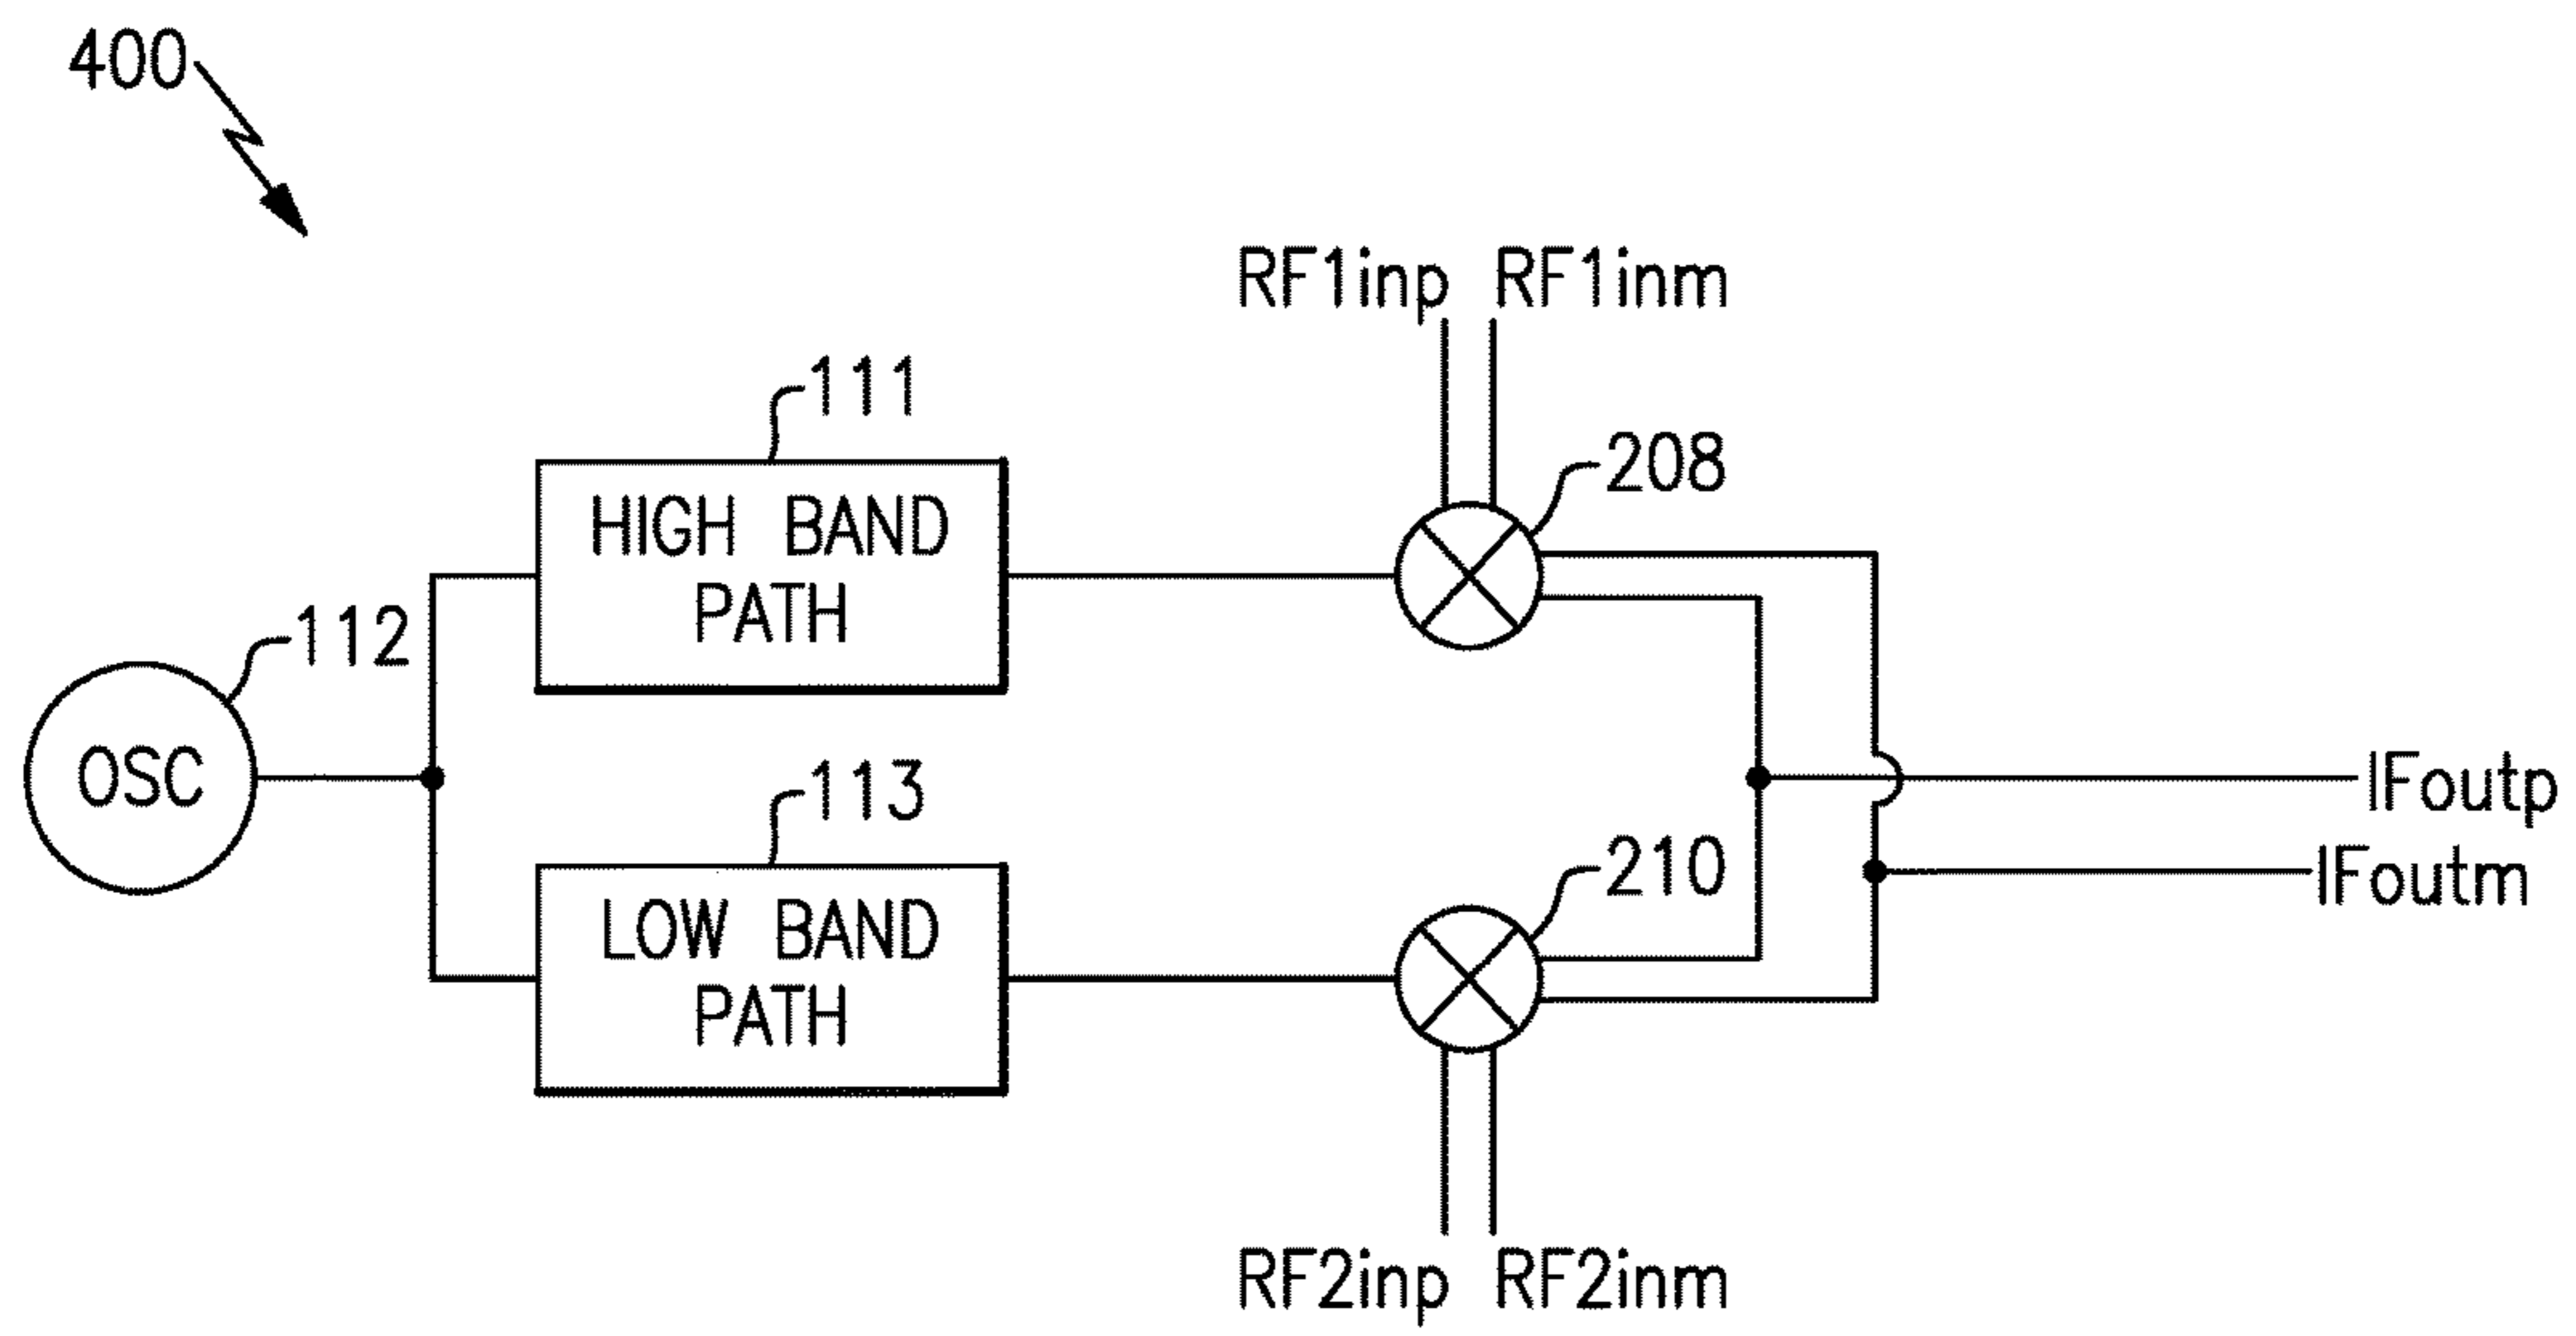 400
RF1inp RF1inm
111
208
HIGH BAND
PATH
112
OSC
113
IFoutp
210
IFoutm
LOW BAND
PATH
RF2inp RF2inm